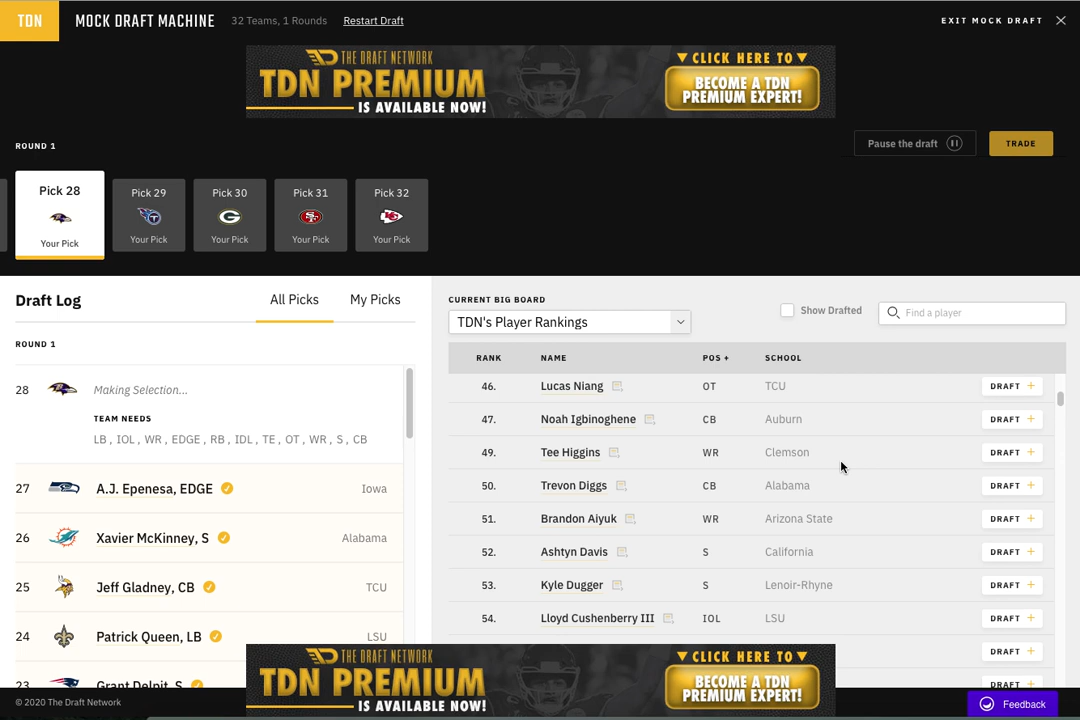 TDN MOCK DRAFT MACHINE 32 Teams, 1 Rounds Restart Draft EXIT MOCK DRAFT
THE DRAFT NETWORK
TDN PREMIUM
IS AVAILABLE NOW!
CLICK HERE TO
BECOME A TDN
PREMIUM EXPERT!
ROUND 1
Pause the draft TRADE
Pick 28 Pick 29 Pick 30 Pick 31 Pick 32
Your Pick Your Pick Your Pick Your Pick Your Pick
Draft Log All Picks My Picks
ROUND 1
28 Making Selection...
TEAM NEEDS
LB , IOL , WR , EDGE , RB , IDL , TE , OT , WR , S , CB
27 A.J. Epenesa, EDGE Iowa
26 Xavier McKinney, S Alabama
25 Jeff Gladney, CB TCU
24 Patrick Queen, LB LSU
23 Grant Delpit, S
CURRENT BIG BOARD
TDN's Player Rankings
Show Drafted
Find a player
RANK NAME POS + SCHOOL
46. Lucas Niang OT TCU DRAFT +
47. Noah Igbinoghene CB Auburn DRAFT +
49. Tee Higgins WR Clemson DRAFT +
50. Trevon Diggs CB Alabama DRAFT +
51. Brandon Aiyuk WR Arizona State DRAFT +
52. Ashtyn Davis S California DRAFT +
53. Kyle Dugger S Lenoir-Rhyne DRAFT +
54. Lloyd Cushenberry III IOL LSU DRAFT +
DRAFT +
DRAFT +
THE DRAFT NETWORK
TDN PREMIUM
IS AVAILABLE NOW!
CLICK HERE TO
BECOME A TDN
PREMIUM EXPERT!
© 2020 The Draft Network
Feedback